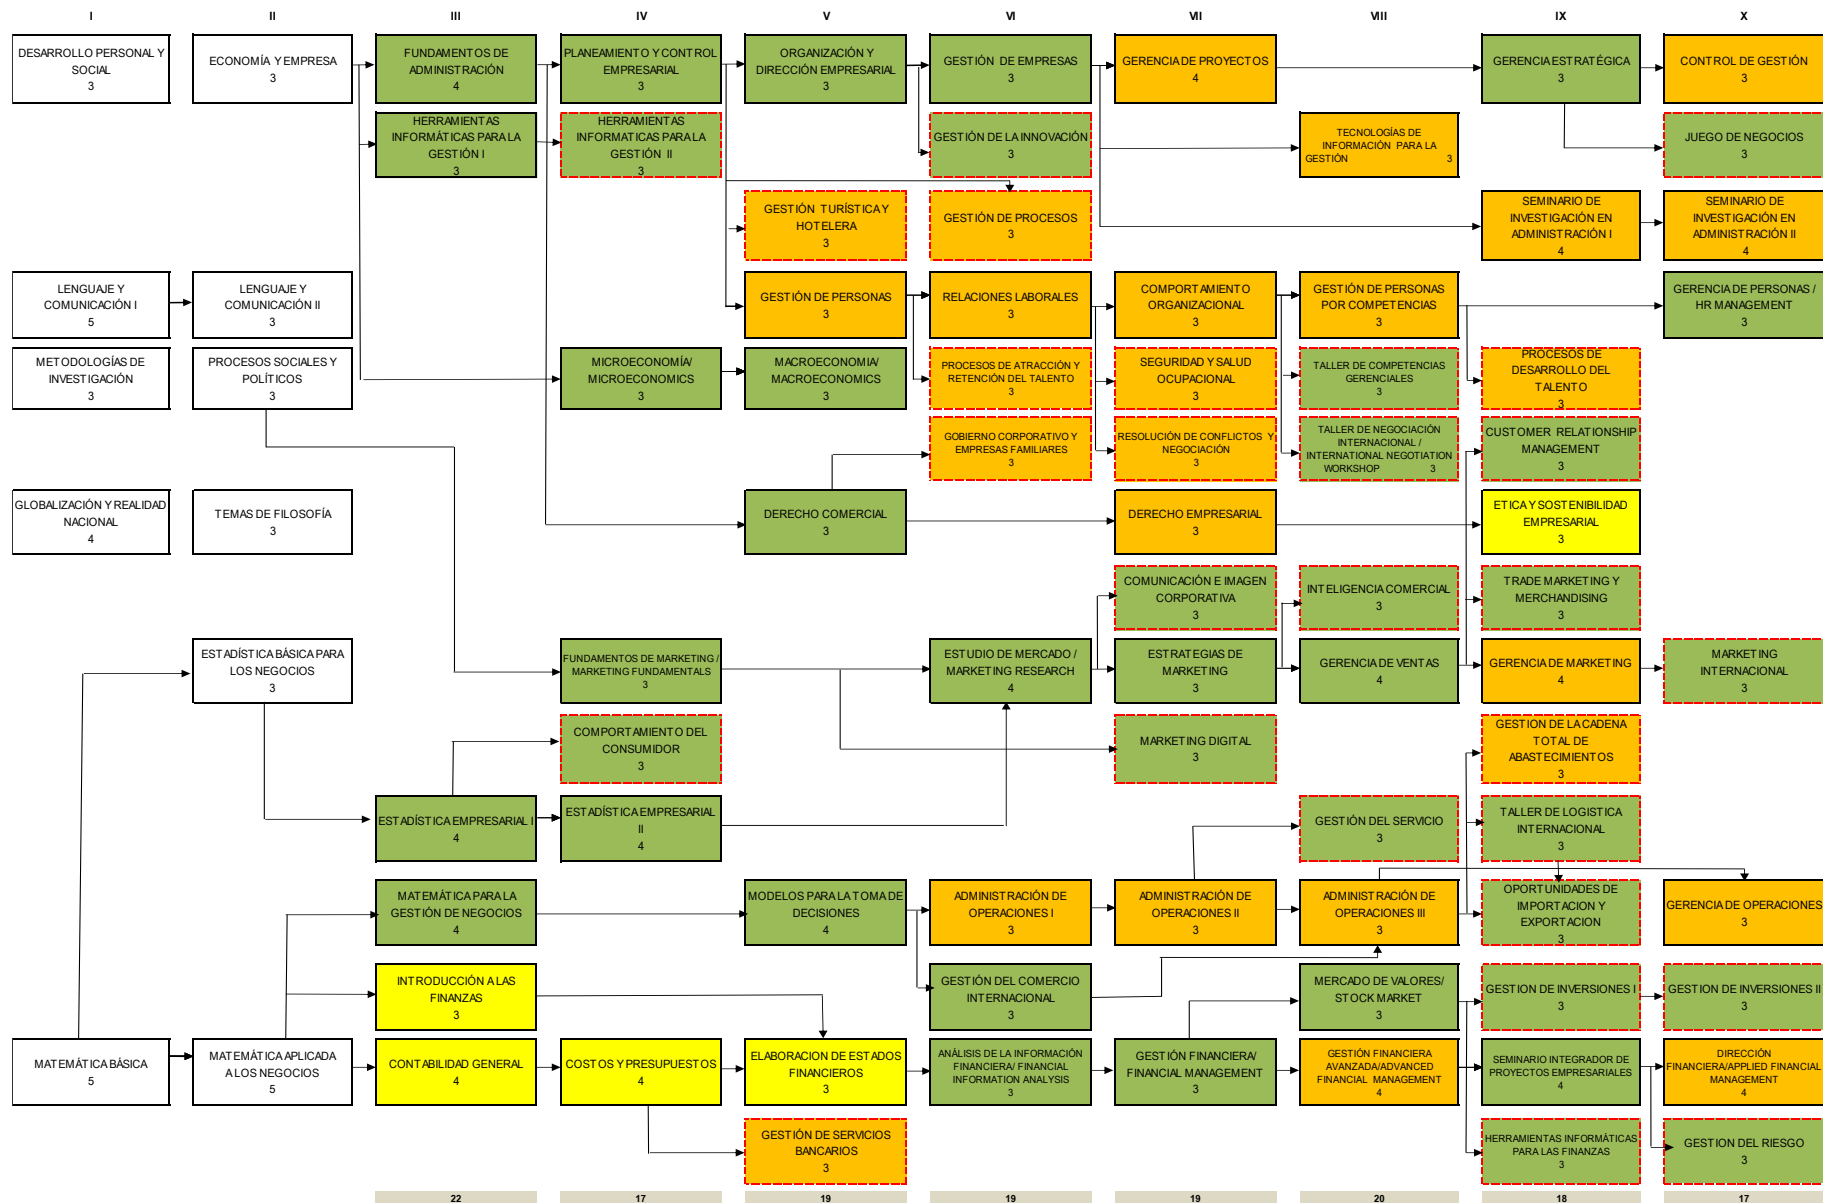 I II III IV V VI VII VIII IX X
DESARROLLO PERSONAL Y
SOCIAL
3
ECONOMÍA Y EMPRESA
3
FUNDAMENTOS DE
ADMINISTRACIÓN
4
PLANEAMIENTO Y CONTROL
EMPRESARIAL
3
ORGANIZACIÓN Y
DIRECCIÓN EMPRESARIAL
3
GESTIÓN DE EMPRESAS
3
GERENCIA DE PROYECTOS
4
GERENCIA ESTRATÉGICA
3
CONTROL DE GESTIÓN
3
HERRAMIENTAS
INFORMÁTICAS PARA LA
GESTIÓN I
3
HERRAMIENTAS
INFORMATICAS PARA LA
GESTIÓN II
3
GESTIÓN DE LA INNOVACIÓN
3
TECNOLOGÍAS DE
INFORMACIÓN PARA LA
GESTIÓN 3
JUEGO DE NEGOCIOS
3
GESTIÓN TURÍSTICA Y
HOTELERA
3
GESTIÓN DE PROCESOS
3
SEMINARIO DE
INVESTIGACIÓN EN
ADMINISTRACIÓN I
4
SEMINARIO DE
INVESTIGACIÓN EN
ADMINISTRACIÓN II
4
LENGUAJE Y
COMUNICACIÓN I
5
LENGUAJE Y
COMUNICACIÓN II
3
GESTIÓN DE PERSONAS
3
RELACIONES LABORALES
3
COMPORTAMIENTO
ORGANIZACIONAL
3
GESTIÓN DE PERSONAS
POR COMPETENCIAS
3
GERENCIA DE PERSONAS /
HR MANAGEMENT
3
METODOLOGÍAS DE
INVESTIGACIÓN
3
PROCESOS SOCIALES Y
POLÍTICOS
3
MICROECONOMÍA/
MICROECONOMICS
3
MACROECONOMIA/
MACROECONOMICS
3
PROCESOS DE ATRACCIÓN Y
RETENCIÓN DEL TALENTO
3
SEGURIDAD Y SALUD
OCUPACIONAL
3
TALLER DE COMPETENCIAS
GERENCIALES
3
PROCESOS DE
DESARROLLO DEL
TALENTO
3
GOBIERNO CORPORATIVO Y
EMPRESAS FAMILIARES
3
RESOLUCIÓN DE CONFLICTOS Y
NEGOCIACIÓN
3
TALLER DE NEGOCIACIÓN
INTERNACIONAL /
INTERNATIONAL NEGOTIATION
WORKSHOP 3
CUSTOMER RELATIONSHIP
MANAGEMENT
3
GLOBALIZACIÓN Y REALIDAD
NACIONAL
4
TEMAS DE FILOSOFÍA
3
DERECHO COMERCIAL
3
DERECHO EMPRESARIAL
3
ETICA Y SOSTENIBILIDAD
EMPRESARIAL
3
COMUNICACIÓN E IMAGEN
CORPORATIVA
3
INTELIGENCIA COMERCIAL
3
TRADE MARKETING Y
MERCHANDISING
3
ESTADÍSTICA BÁSICA PARA
LOS NEGOCIOS
3
FUNDAMENTOS DE MARKETING /
MARKETING FUNDAMENTALS
3
ESTUDIO DE MERCADO /
MARKETING RESEARCH
4
ESTRATEGIAS DE
MARKETING
3
GERENCIA DE VENTAS
4
GERENCIA DE MARKETING
4
MARKETING
INTERNACIONAL
3
COMPORTAMIENTO DEL
CONSUMIDOR
3
MARKETING DIGITAL
3
GESTION DE LA CADENA
TOTAL DE
ABASTECIMIENTOS
3
ESTADÍSTICA EMPRESARIAL I
4
ESTADÍSTICA EMPRESARIAL
II
4
GESTIÓN DEL SERVICIO
3
TALLER DE LOGISTICA
INTERNACIONAL
3
MATEMÁTICA PARA LA
GESTIÓN DE NEGOCIOS
4
MODELOS PARA LA TOMA DE
DECISIONES
4
ADMINISTRACIÓN DE
OPERACIONES I
3
ADMINISTRACIÓN DE
OPERACIONES II
3
ADMINISTRACIÓN DE
OPERACIONES III
3
OPORTUNIDADES DE
IMPORTACION Y
EXPORTACION
3
GERENCIA DE OPERACIONES
3
INTRODUCCIÓN A LAS
FINANZAS
3
GESTIÓN DEL COMERCIO
INTERNACIONAL
3
MERCADO DE VALORES/
STOCK MARKET
3
GESTION DE INVERSIONES I
3
GESTION DE INVERSIONES II
3
MATEMÁTICA BÁSICA
5
MATEMÁTICA APLICADA
A LOS NEGOCIOS
5
CONTABILIDAD GENERAL
4
COSTOS Y PRESUPUESTOS
4
ELABORACION DE ESTADOS
FINANCIEROS
3
ANÁLISIS DE LA INFORMACIÓN
FINANCIERA/ FINANCIAL
INFORMATION ANALYSIS
3
GESTIÓN FINANCIERA/
FINANCIAL MANAGEMENT
3
GESTIÓN FINANCIERA
AVANZADA/ADVANCED
FINANCIAL MANAGEMENT
4
SEMINARIO INTEGRADOR DE
PROYECTOS EMPRESARIALES
4
DIRECCIÓN
FINANCIERA/APPLIED FINANCIAL
MANAGEMENT
4
GESTIÓN DE SERVICIOS
BANCARIOS
3
HERRAMIENTAS INFORMÁTICAS
PARA LAS FINANZAS
3
GESTION DEL RIESGO
3
22 17 19 19 19 20 18 17